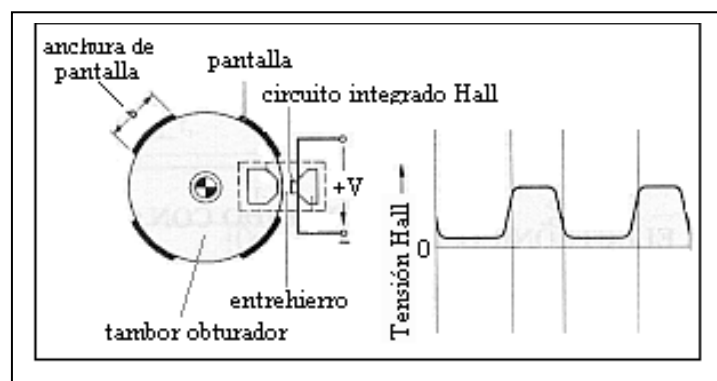 anchura de
pantalla
pantalla
circuito integrado Hall
b
+V
entrehierro
tambor obturador
Tensión Hall
0